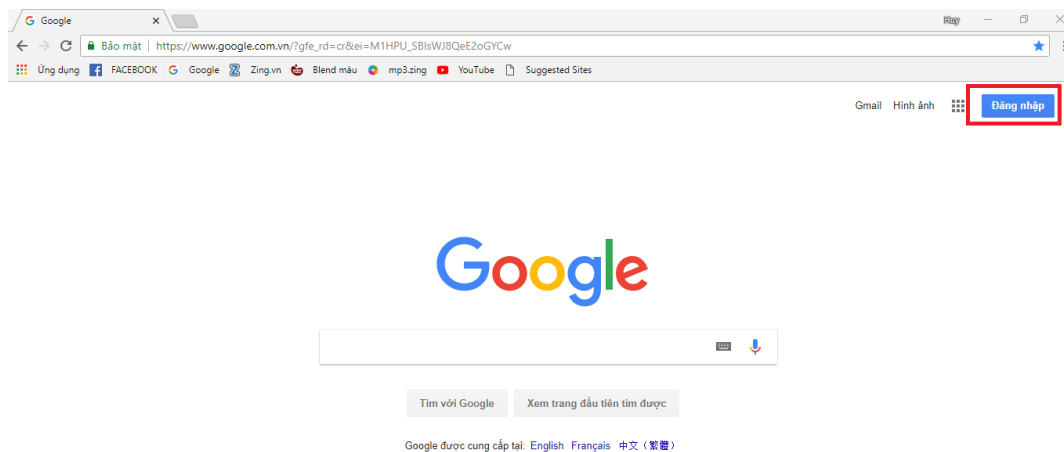 Google
Huy
Bảo mật | https://www.google.com.vn/?gfe_rd=cr&ei=M1HPU_SBIsWJ8QeE2oGYCw
Ứng dụng FACEBOOK Google Zing.vn Blend màu mp3.zing YouTube Suggested Sites
Gmail Hình ảnh Đăng nhập
Google
Tìm với Google Xem trang đầu tiên tìm được
Google được cung cấp tại: English Français 中文（繁體）